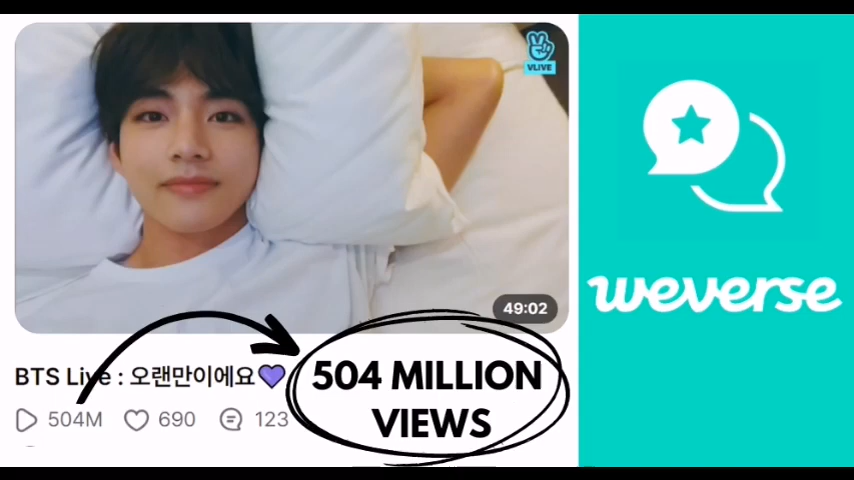 VLIVE
49:02
BTS Live : 오랜만이에요💜
504M 690 123
504 MILLION
VIEWS
weverse